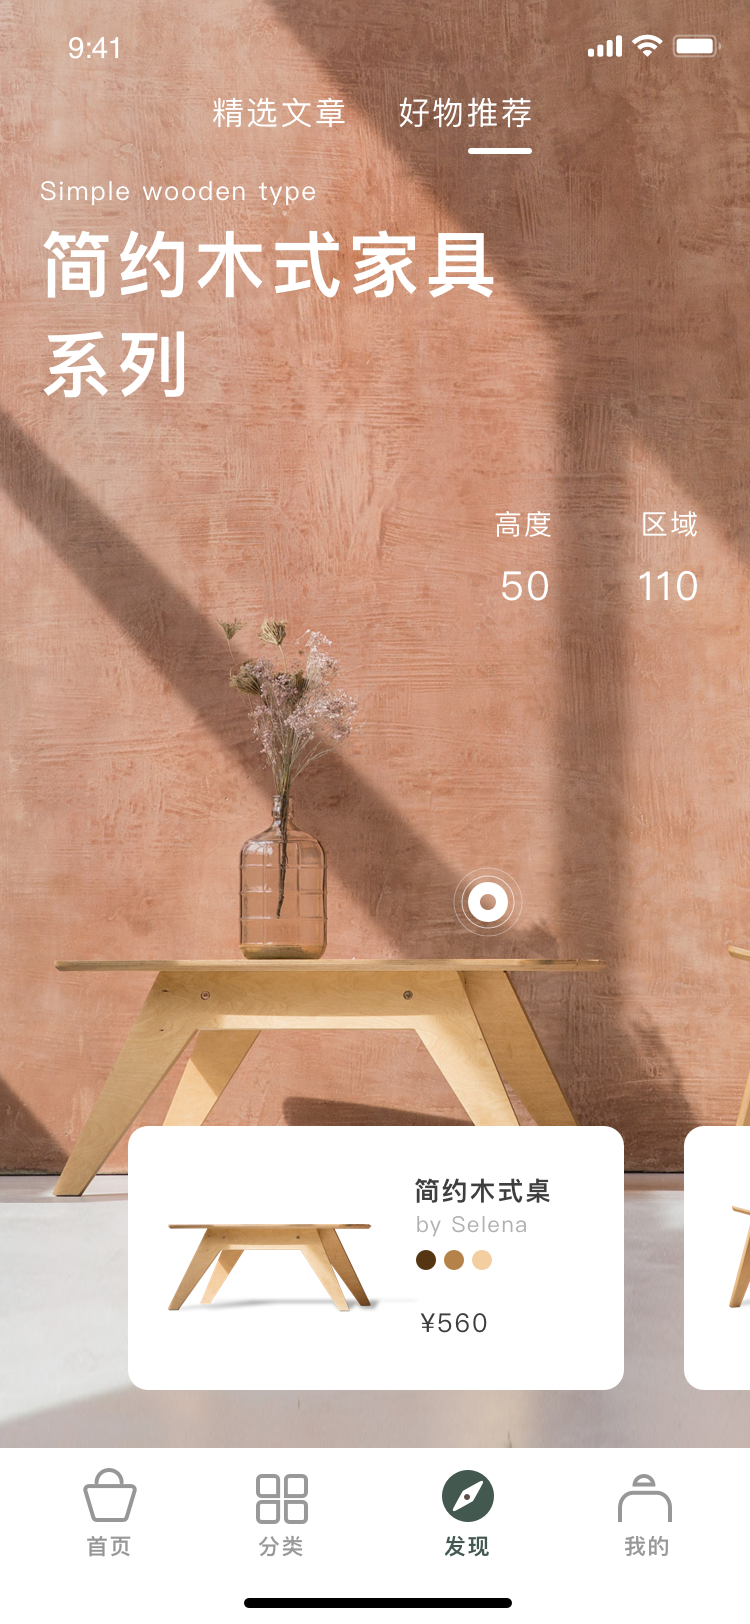 9:41
精选文章 好物推荐
Simple wooden type
简约木式家具
系列
高度 区域
50 110
简约木式桌
by Selena
¥560
首页 分类 发现 我的